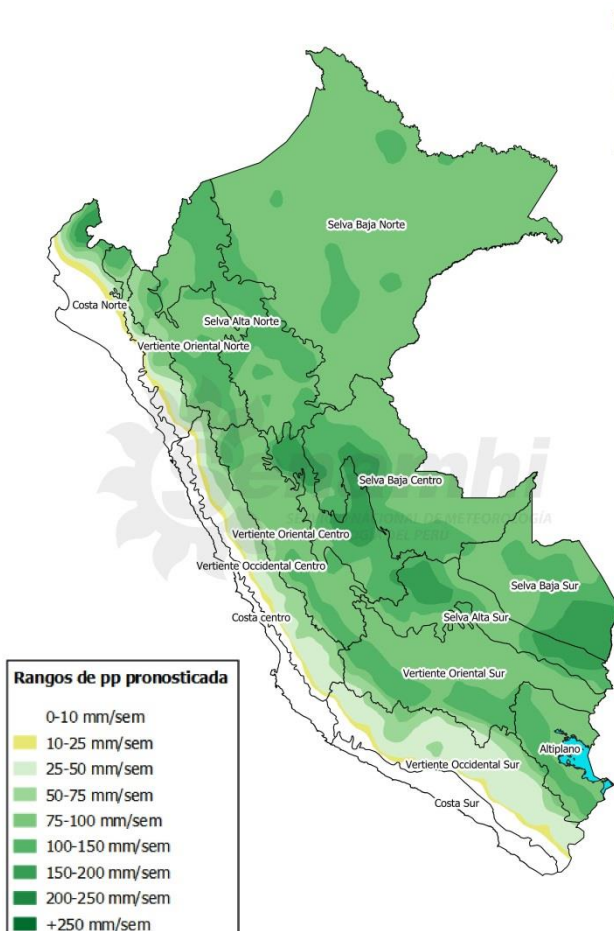 Selva Baja Norte
Costa Norte
Selva Alta Norte
Vertiente Oriental Norte
Senamhi
Selva Baja Centro
Vertiente Oriental Centro
Selva Baja Sur
Vertiente Occidental Centro
Costa centro
Selva Alta Sur
Vertiente Oriental Sur
Altiplano
Vertiente Occidental Sur
Costa Sur
Rangos de pp pronosticada
0-10 mm/sem
10-25 mm/sem
25-50 mm/sem
50-75 mm/sem
75-100 mm/sem
100-150 mm/sem
150-200 mm/sem
200-250 mm/sem
+250 mm/sem